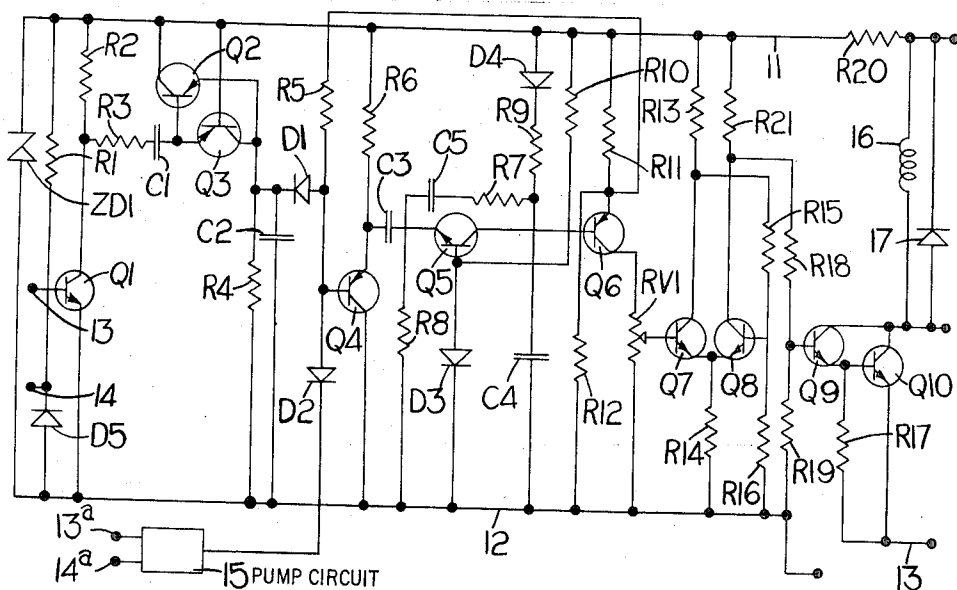 R2
Q2
R3
R1
C1
Q3
ZD1
Q1
13
14
D5
R5
D1
C2
R4
R6
C3
C5
Q4
D2
R8
D4
R9
R7
Q5
D3
C4
R10
R11
Q6
R12
RV1
R13
R21
11
R20
16
17
R15
R18
Q7
Q8
Q9
Q10
R14
R16
R19
R17
12
13
13a
14a
15 PUMP CIRCUIT